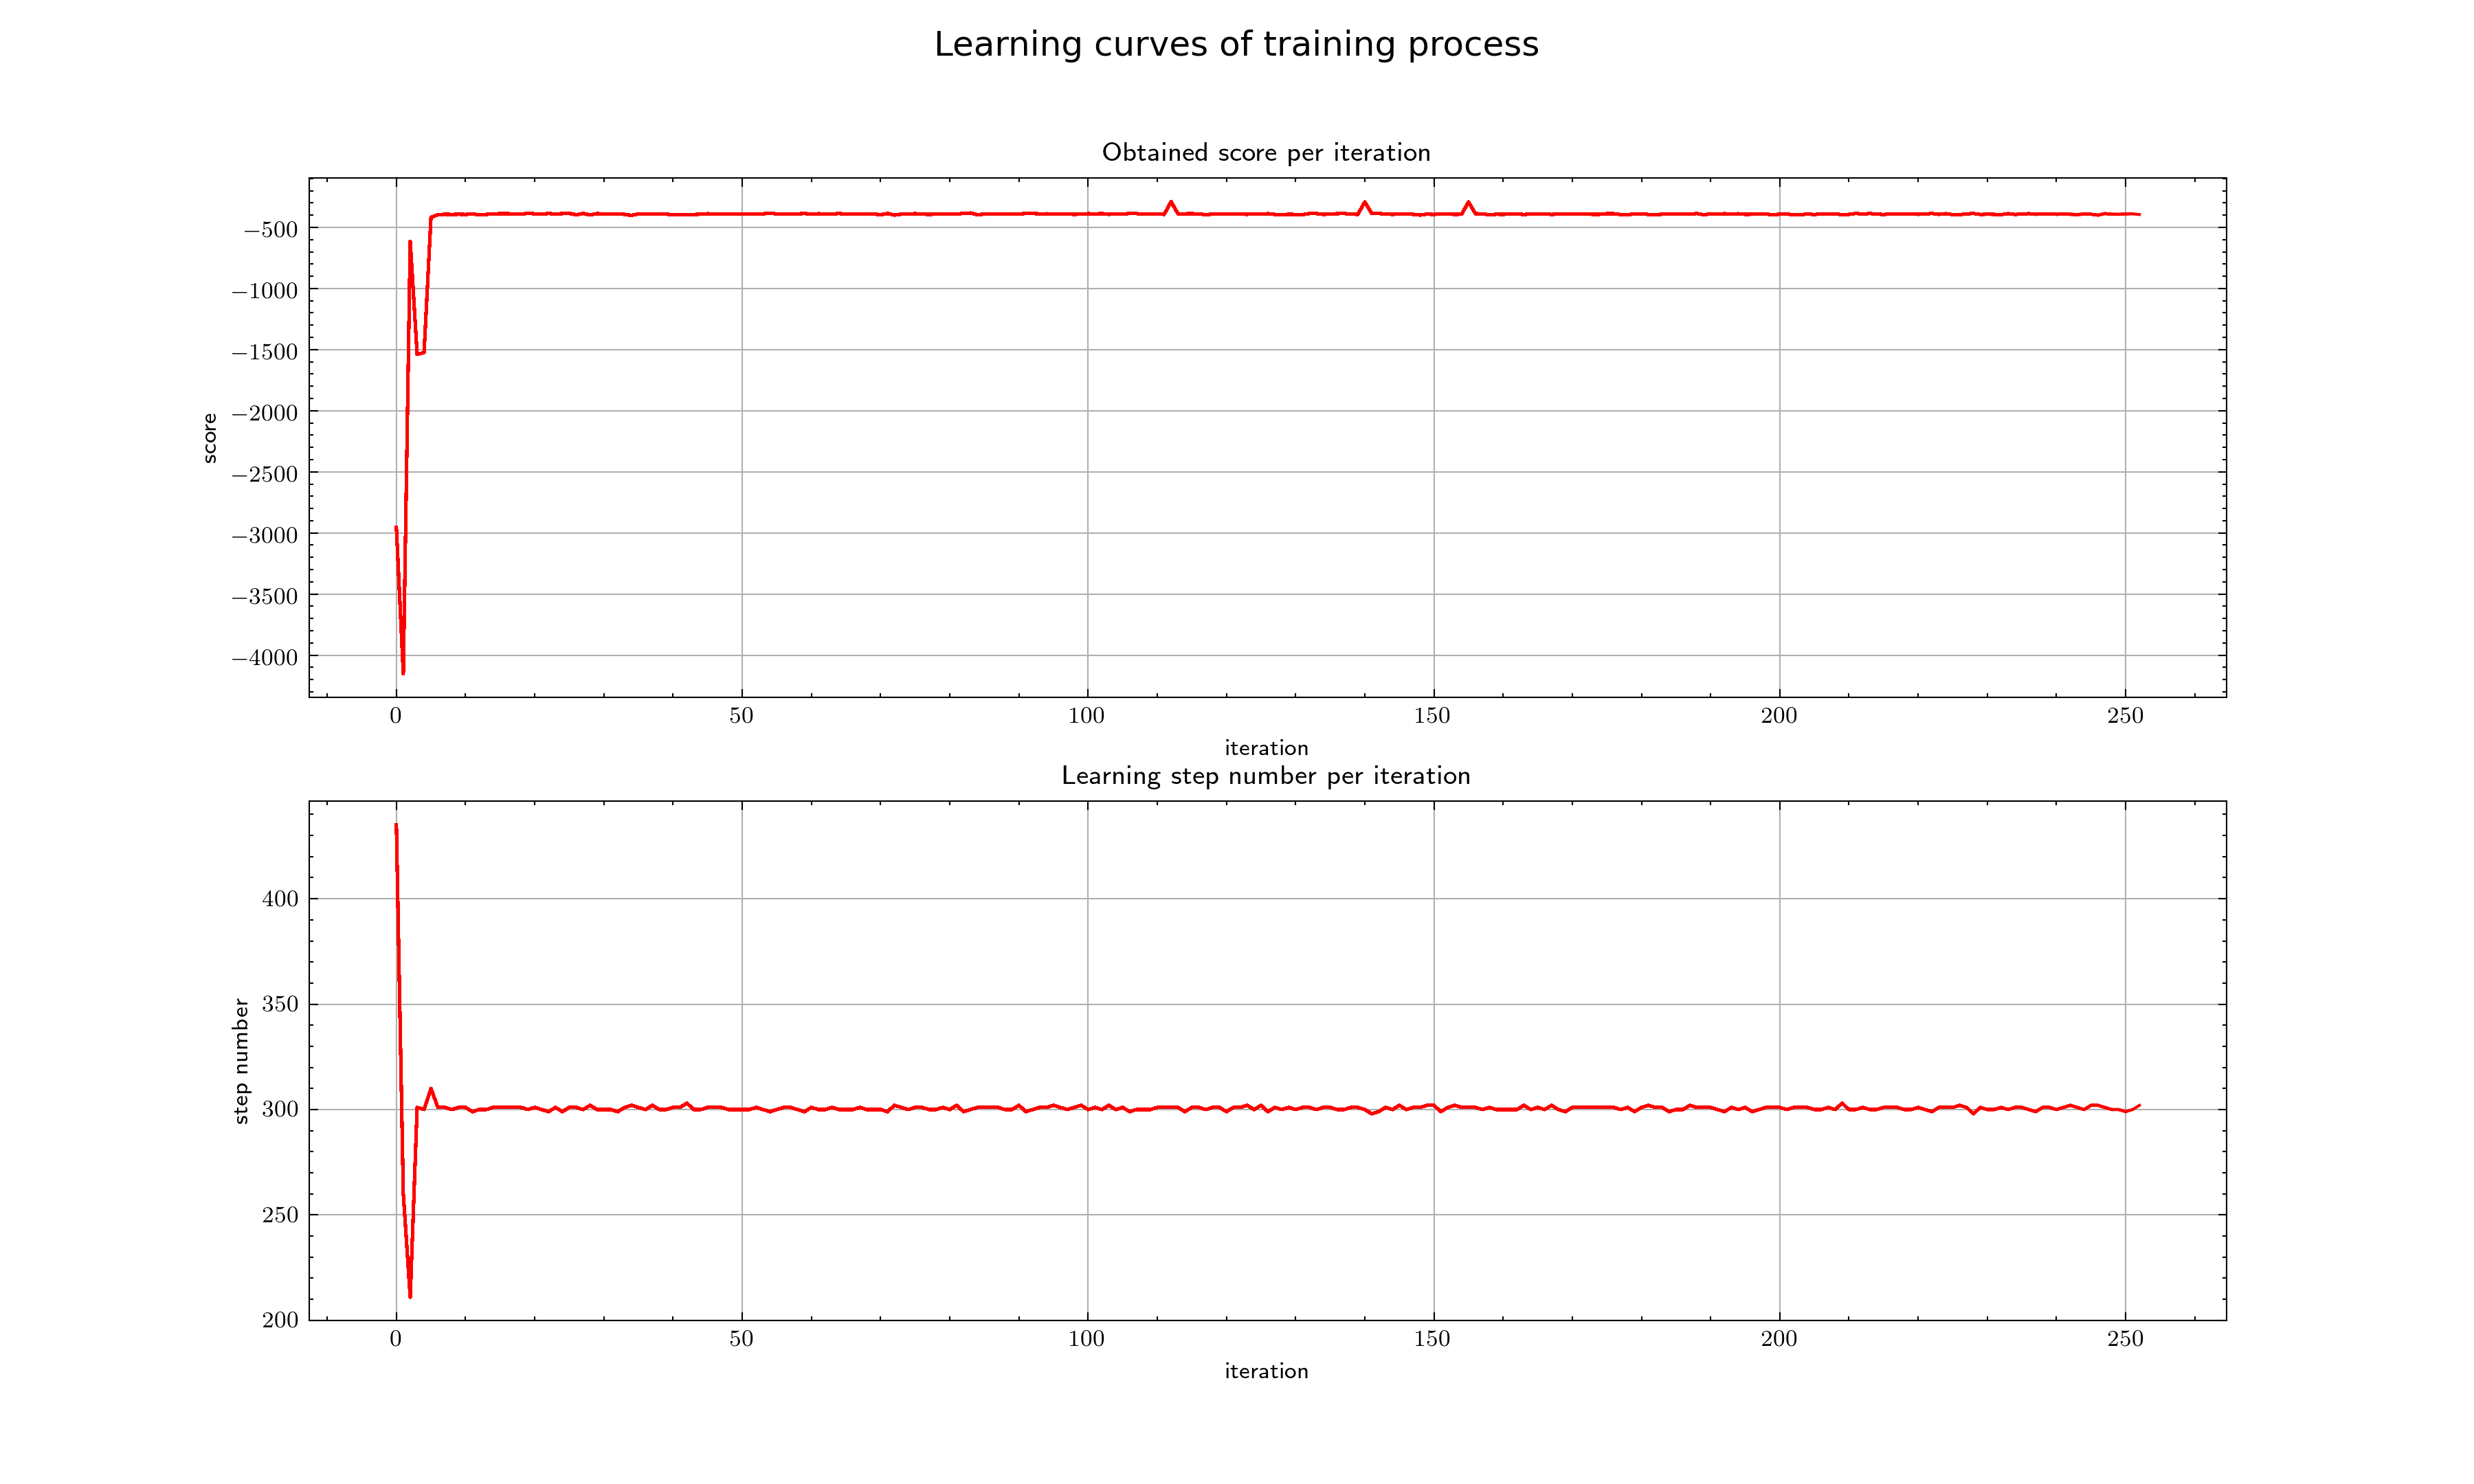 Learning curves of training process
Obtained score per iteration
score
−500
−1000
−1500
−2000
−2500
−3000
−3500
−4000
0 50 100 150 200 250
iteration
Learning step number per iteration
step number
400
350
300
250
200
0 50 100 150 200 250
iteration